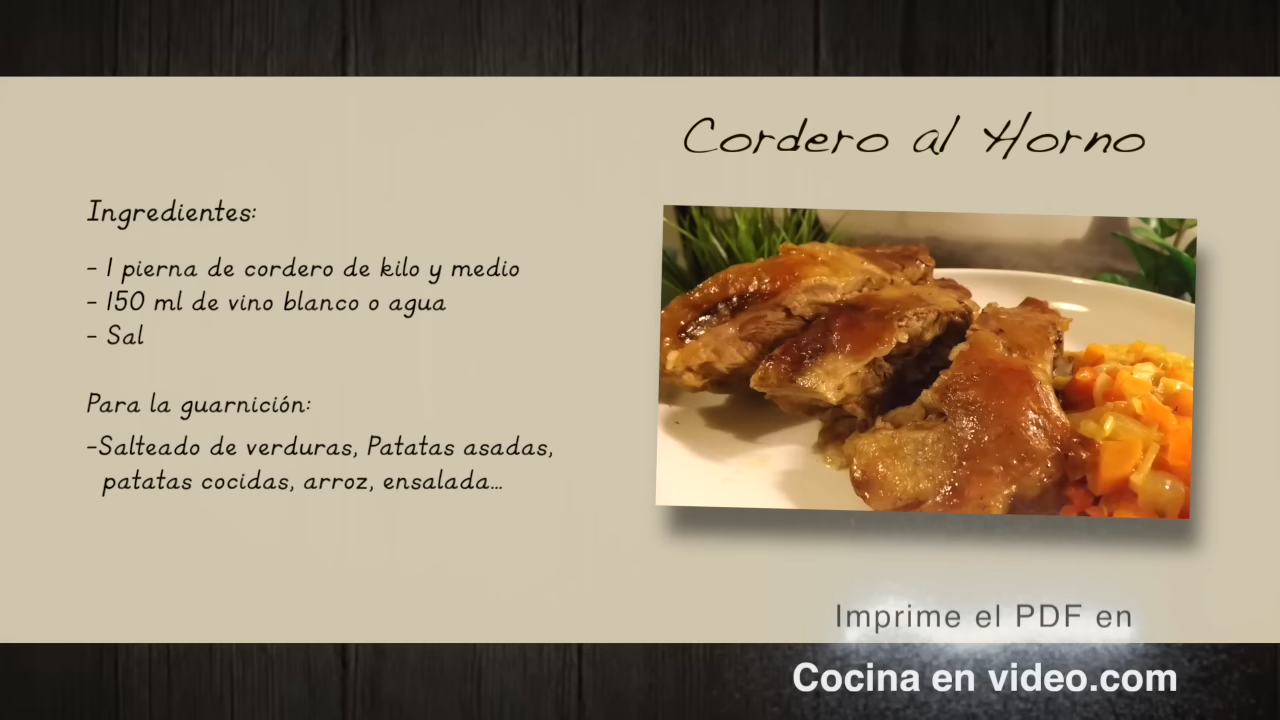 Cordero al Horno
Ingredientes:
- 1 pierna de cordero de kilo y medio
- 150 ml de vino blanco o agua
- Sal
Para la guarnición:
-Salteado de verduras, Patatas asadas,
patatas cocidas, arroz, ensalada...
Imprime el PDF en
Cocina en video.com